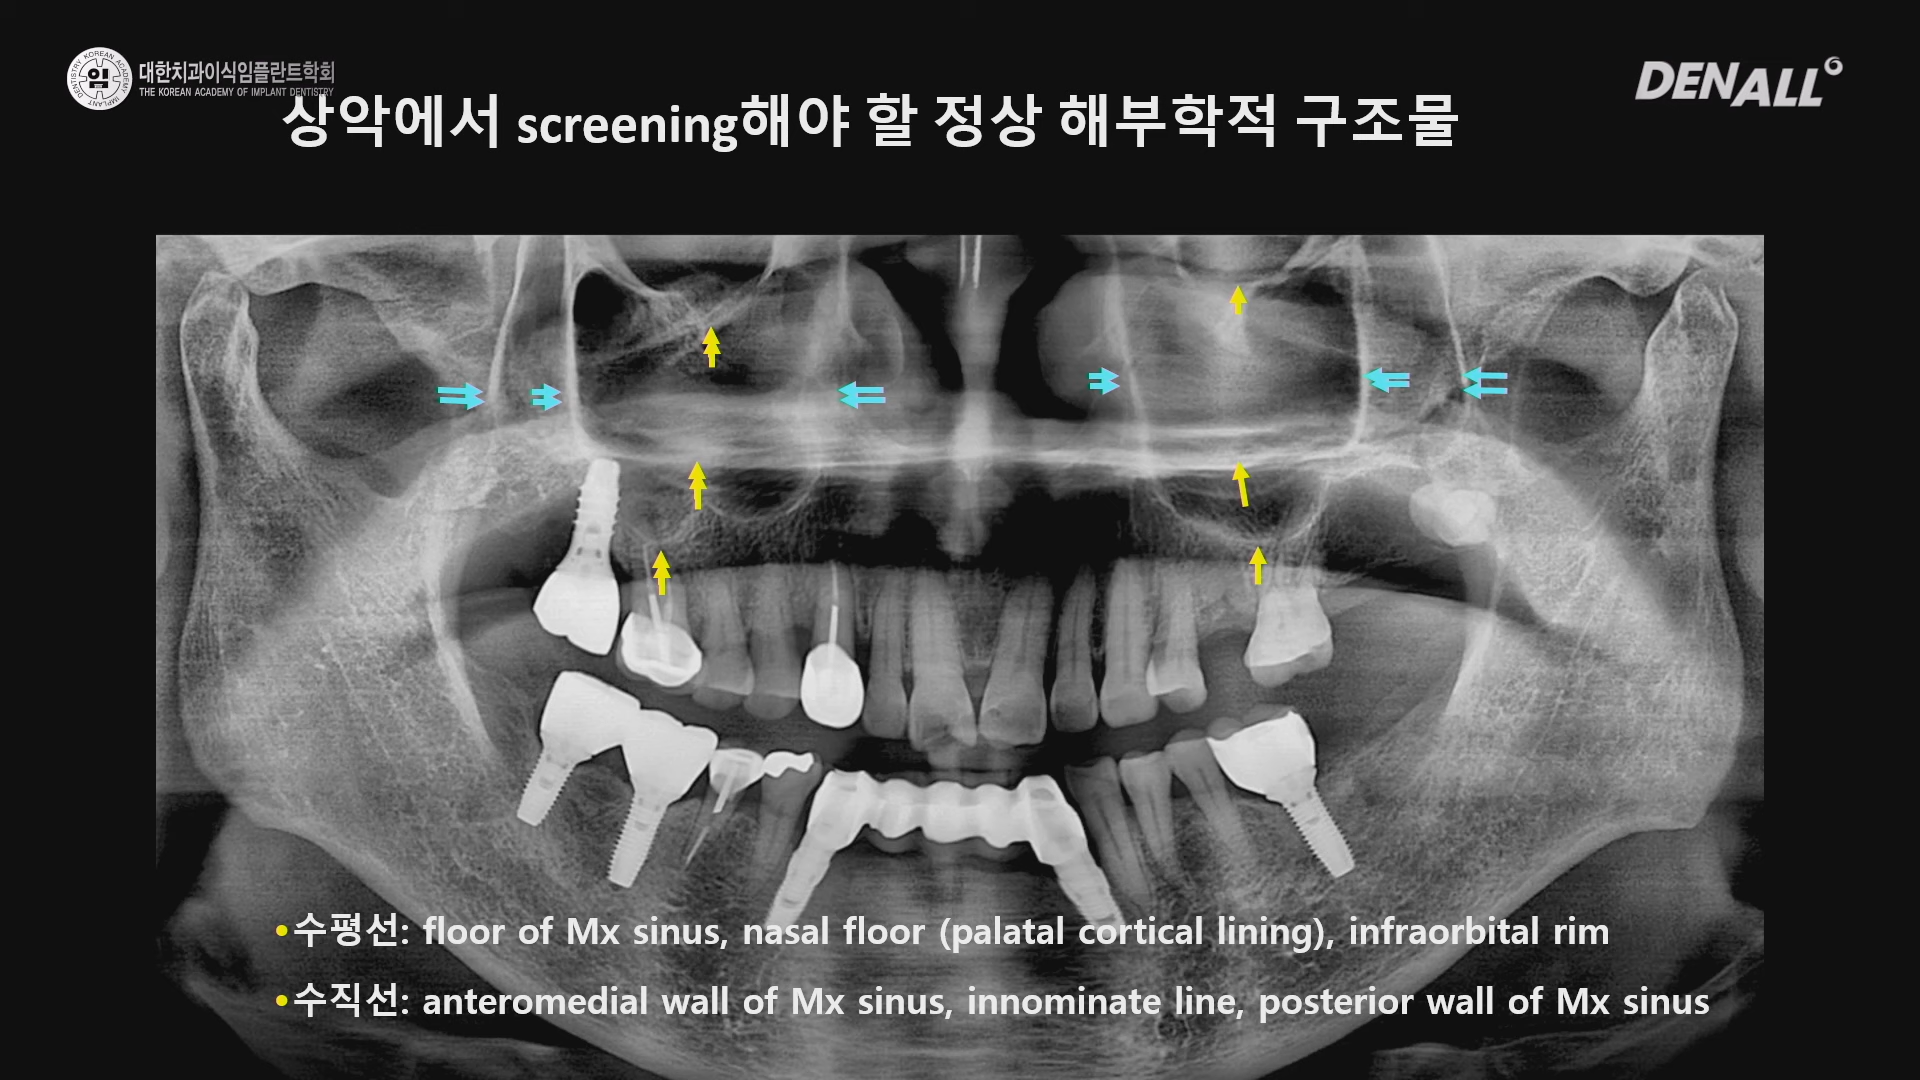 대한치과이식임플란트학회
THE KOREAN ACADEMY OF IMPLANT DENTISTRY
DENALL
상악에서 screening해야 할 정상 해부학적 구조물
•수평선: floor of Mx sinus, nasal floor (palatal cortical lining), infraorbital rim
•수직선: anteromedial wall of Mx sinus, innominate line, posterior wall of Mx sinus